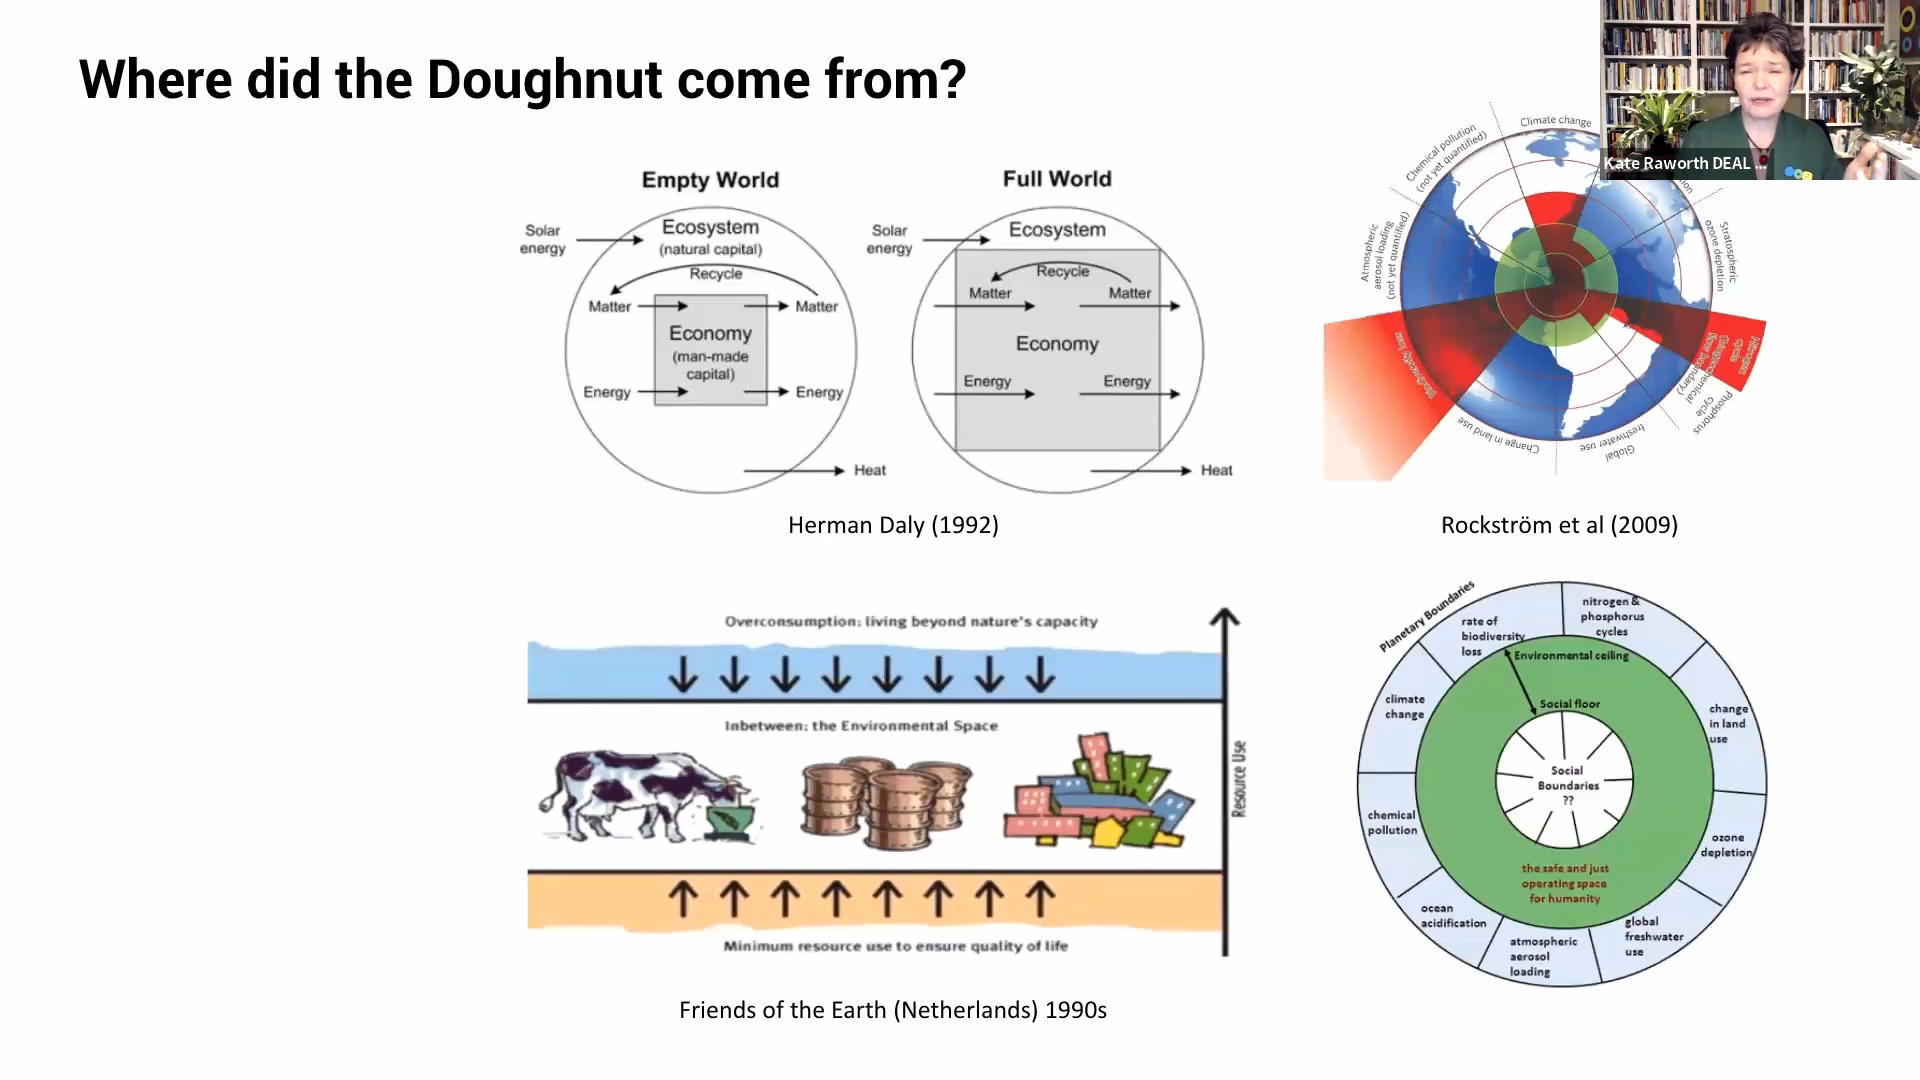 Where did the Doughnut come from?
Kate Raworth DEAL ...
Empty World
Solar
energy
Ecosystem
(natural capital)
Recycle
Matter
Matter
Economy
(man-made
capital)
Energy
Energy
Heat
Full World
Solar
energy
Ecosystem
Recycle
Matter
Matter
Economy
Energy
Energy
Heat
Herman Daly (1992)
Climate change
Chemical pollution
(not yet quantified)
Atmospheric
aerosol loading
(not yet quantified)
Stratospheric
ozone depletion
Biodiversity loss
Nitrogen
cycle
Phosphorus
cycle
Global
freshwater use
Change in land use
Rockström et al (2009)
Overconsumption: living beyond nature's capacity
Inbetween: the Environmental Space
Minimum resource use to ensure quality of life
Resource Use
Friends of the Earth (Netherlands) 1990s
Planetary Boundaries
rate of
biodiversity
loss
nitrogen &
phosphorus
cycles
Environmental ceiling
Social floor
climate
change
change
in land
use
Social
Boundaries
??
chemical
pollution
ozone
depletion
the safe and just
operating space
for humanity
ocean
acidification
global
freshwater
use
atmospheric
aerosol
loading